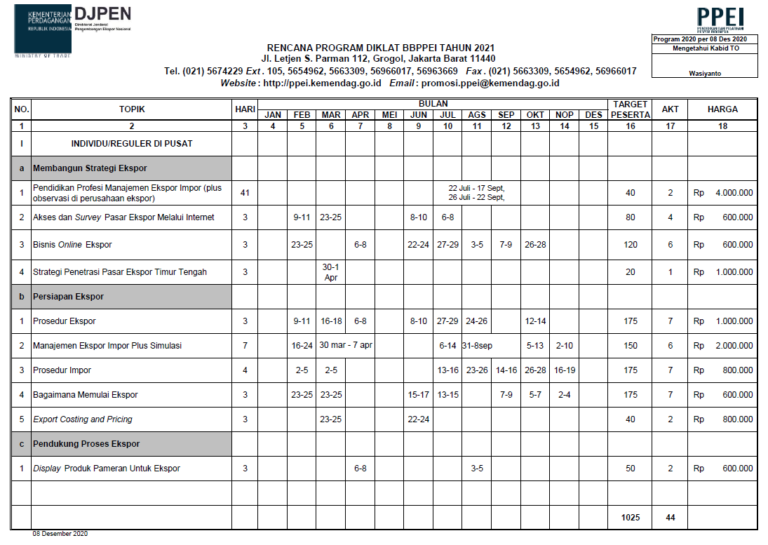 KEMENTERIAN
PERDAGANGAN
REPUBLIK INDONESIA
MINISTRY OF TRADE
DJPEN
Direktorat Jenderal
Pengembangan Ekspor Nasional
PPEI
Program 2020 per 08 Des 2020
Mengetahui Kabid TO
Wasiyanto
RENCANA PROGRAM DIKLAT BBPPEI TAHUN 2021
Jl. Letjen S. Parman 112, Grogol, Jakarta Barat 11440
Tel. (021) 5674229 Ext. 105, 5654962, 5663309, 56966017, 56963669 Fax. (021) 5663309, 5654962, 56966017
Website : http://ppei.kemendag.go.id Email : promosi.ppei@kemendag.go.id
NO. TOPIK HARI BULAN TARGET PESERTA AKT HARGA
JAN FEB MAR APR MEI JUN JUL AGS SEP OKT NOP DES
1 2 3 4 5 6 7 8 9 10 11 12 13 14 15 16 17 18
I INDIVIDU/REGULER DI PUSAT
a Membangun Strategi Ekspor
1 Pendidikan Profesi Manajemen Ekspor Impor (plus observasi di perusahaan ekspor) 41 22 Juli - 17 Sept, 26 Juli - 22 Sept, 40 2 Rp 4.000.000
2 Akses dan Survey Pasar Ekspor Melalui Internet 3 9-11 23-25 8-10 6-8 80 4 Rp 600.000
3 Bisnis Online Ekspor 3 23-25 6-8 22-24 27-29 3-5 7-9 26-28 120 6 Rp 600.000
4 Strategi Penetrasi Pasar Ekspor Timur Tengah 3 30-1 Apr 20 1 Rp 1.000.000
b Persiapan Ekspor
1 Prosedur Ekspor 3 9-11 16-18 6-8 8-10 27-29 24-26 12-14 175 7 Rp 1.000.000
2 Manajemen Ekspor Impor Plus Simulasi 7 16-24 30 mar - 7 apr 6-14 31-8sep 5-13 2-10 150 6 Rp 2.000.000
3 Prosedur Impor 4 2-5 2-5 13-16 23-26 14-16 26-28 16-19 175 7 Rp 800.000
4 Bagaimana Memulai Ekspor 3 23-25 23-25 15-17 13-15 7-9 5-7 2-4 175 7 Rp 600.000
5 Export Costing and Pricing 3 23-25 22-24 40 2 Rp 800.000
c Pendukung Proses Ekspor
1 Display Produk Pameran Untuk Ekspor 3 6-8 3-5 50 2 Rp 600.000
1025 44
08 Desember 2020